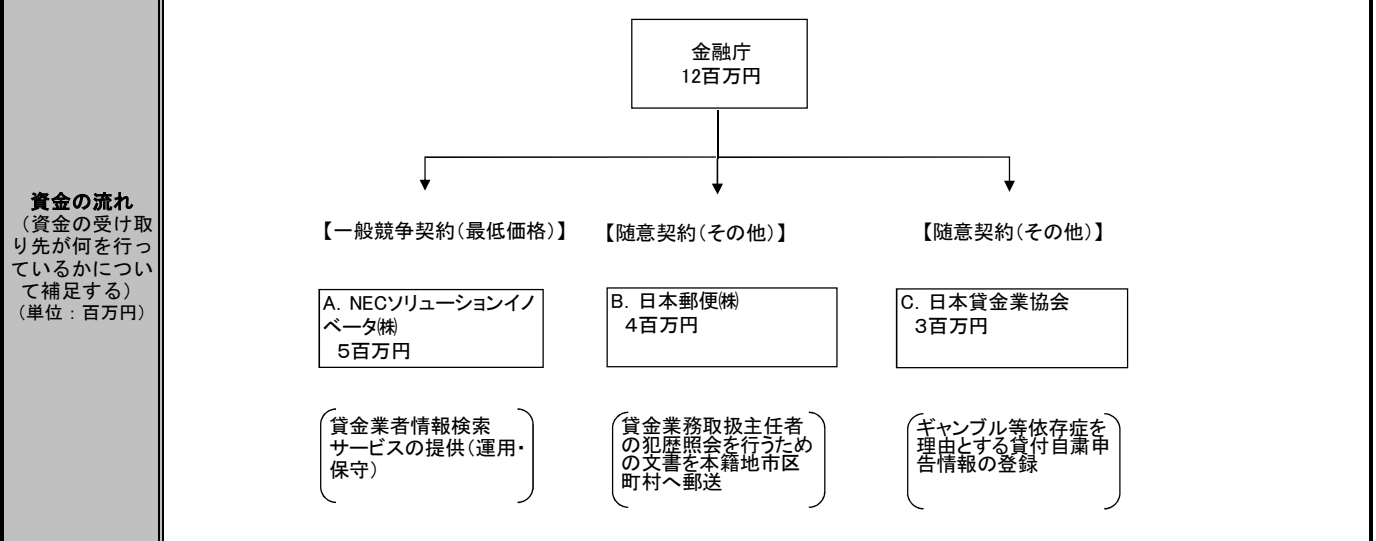 資金の流れ
（資金の受け取
り先が何を行っ
ているかについ
て補足する）
（単位：百万円）
金融庁
12百万円
【一般競争契約（最低価格）】
【随意契約（その他）】
【随意契約（その他）】
A．NECソリューションイノ
ベータ㈱
５百万円
B．日本郵便㈱
４百万円
C．日本貸金業協会
３百万円
貸金業者情報検索
サービスの提供（運用・
保守）
貸金業務取扱主任者
の犯歴照会を行うため
の文書を本籍地市区
町村へ郵送
ギャンブル等依存症を
理由とする貸付自粛申
告情報の登録